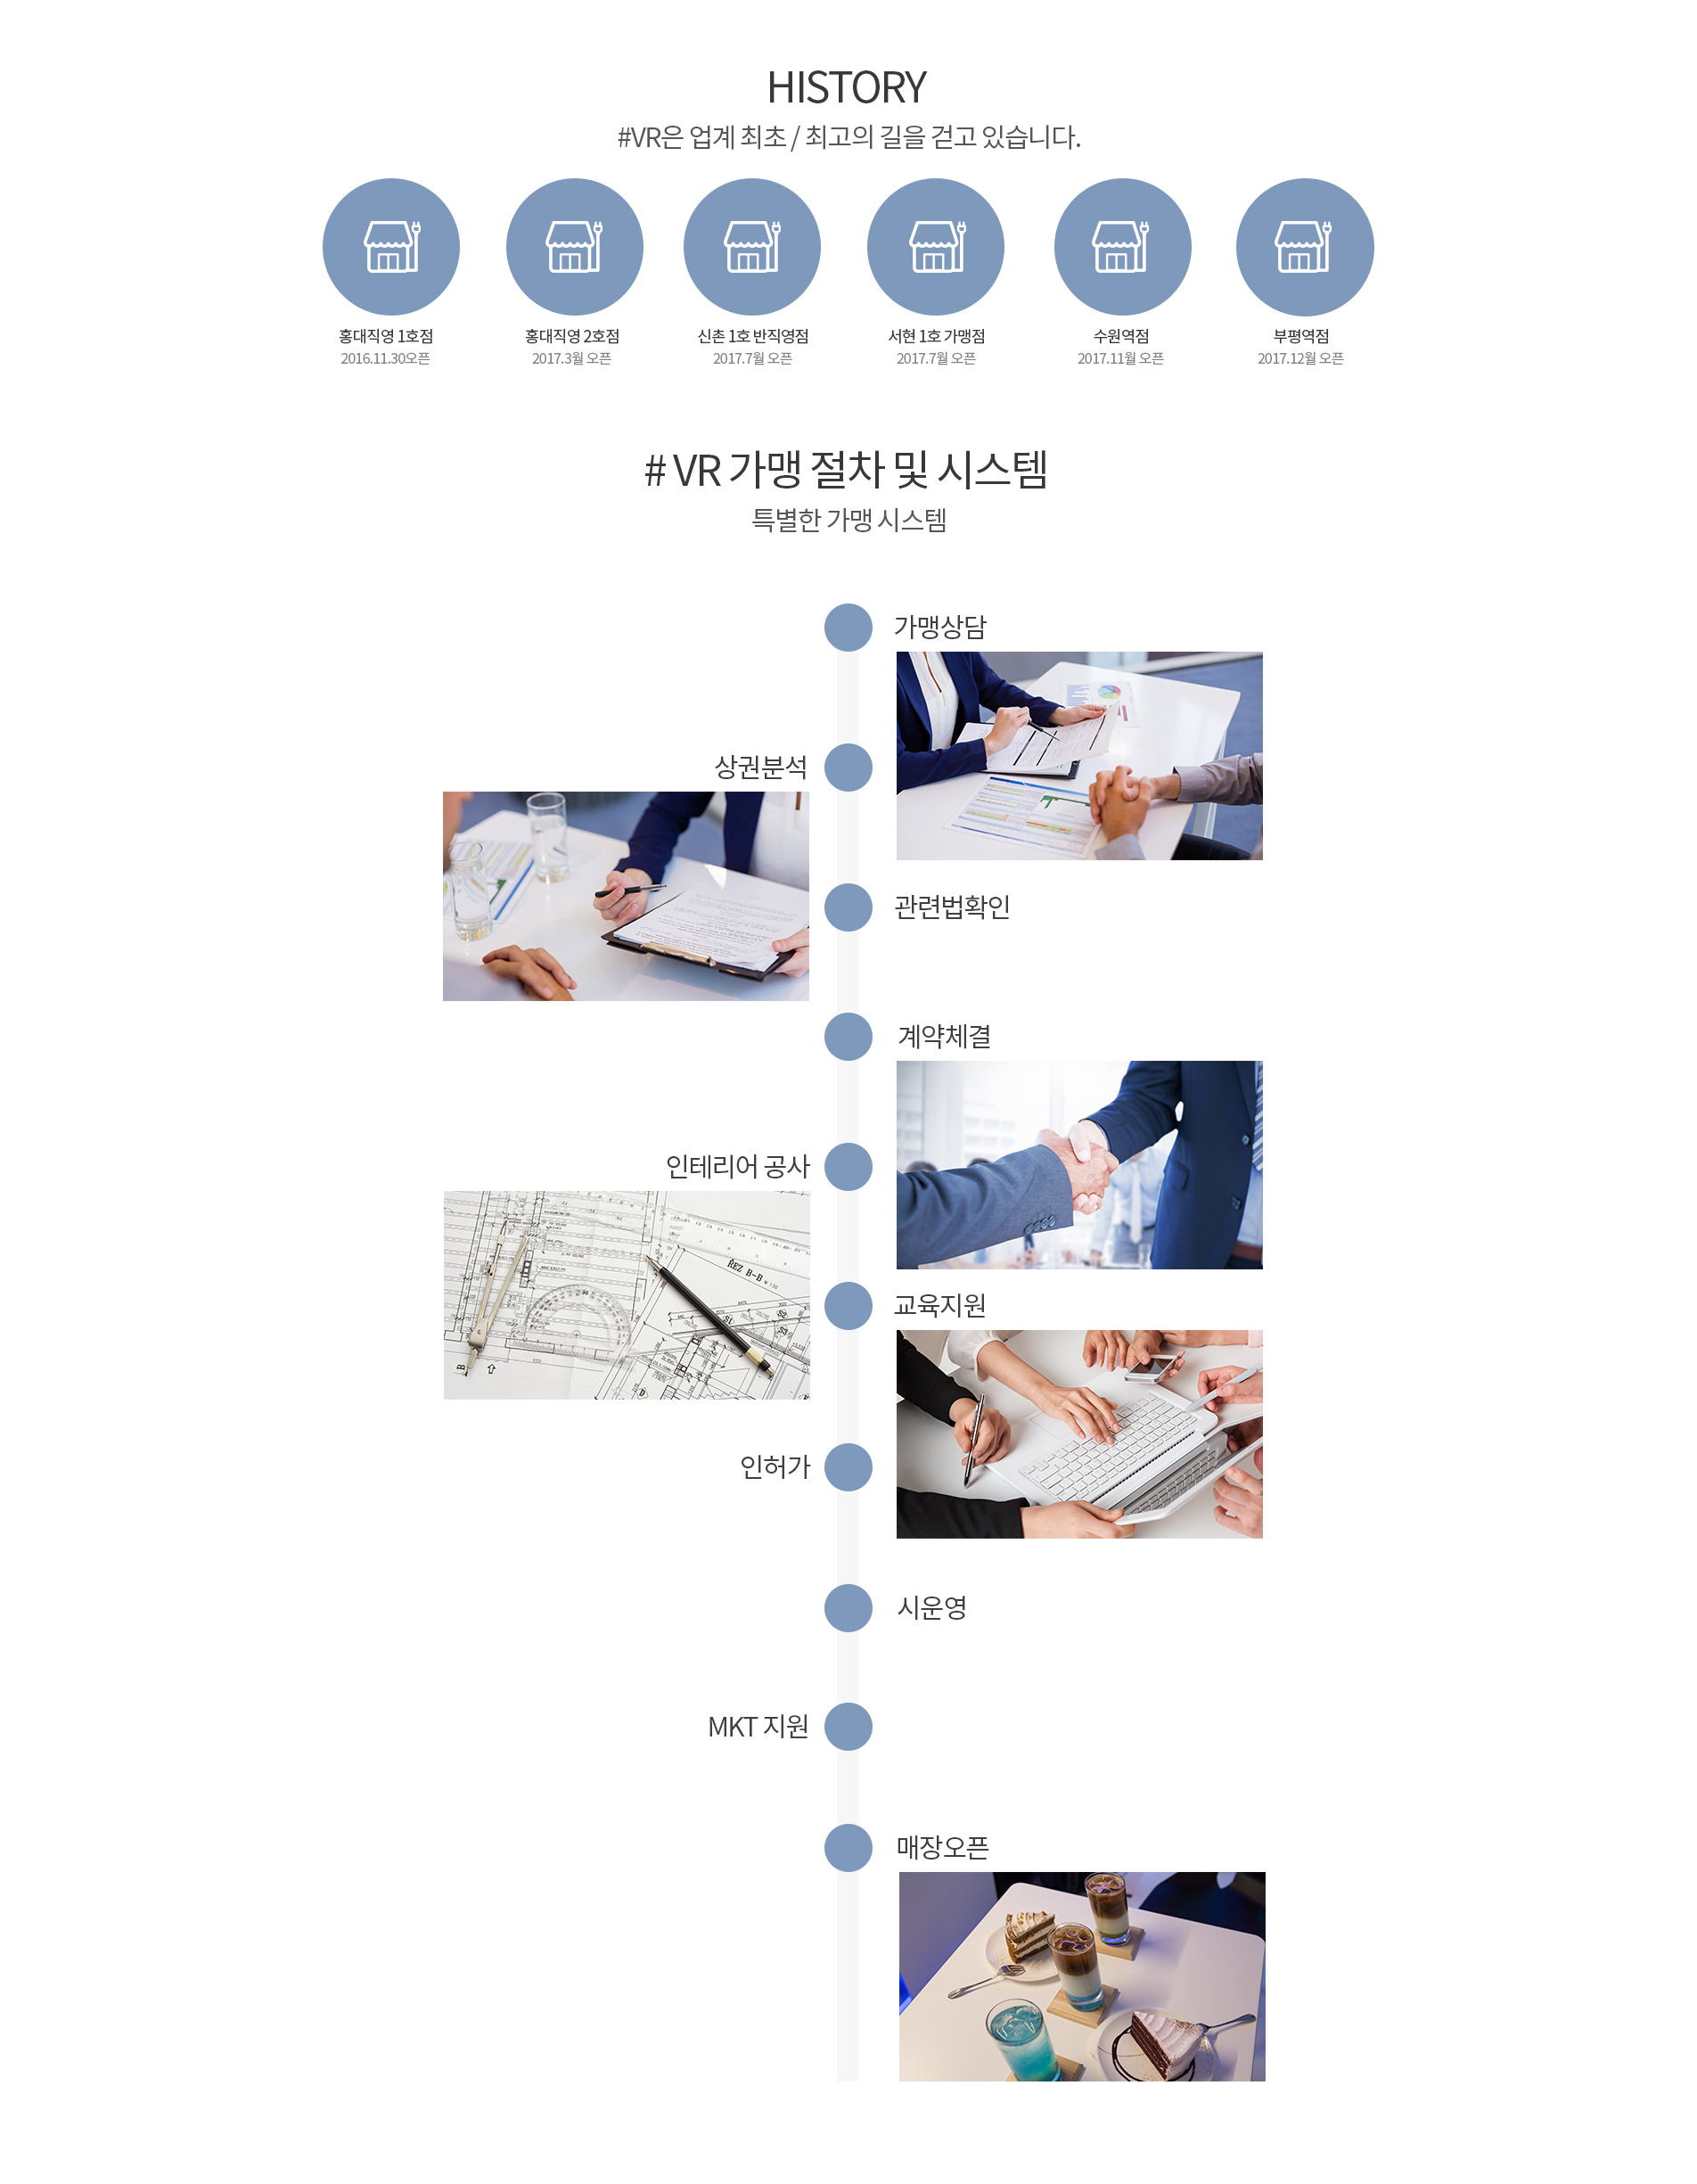 HISTORY
#VR은 업계 최초 / 최고의 길을 걷고 있습니다.
홍대직영 1호점
2016.11.30오픈
홍대직영 2호점
2017.3월 오픈
신촌 1호 반직영점
2017.7월 오픈
서현 1호 가맹점
2017.7월 오픈
수원역점
2017.11월 오픈
부평역점
2017.12월 오픈
# VR 가맹 절차 및 시스템
특별한 가맹 시스템
가맹상담
상권분석
관련법확인
계약체결
인테리어 공사
ŘEZ B-B
교육지원
인허가
시운영
MKT 지원
매장오픈